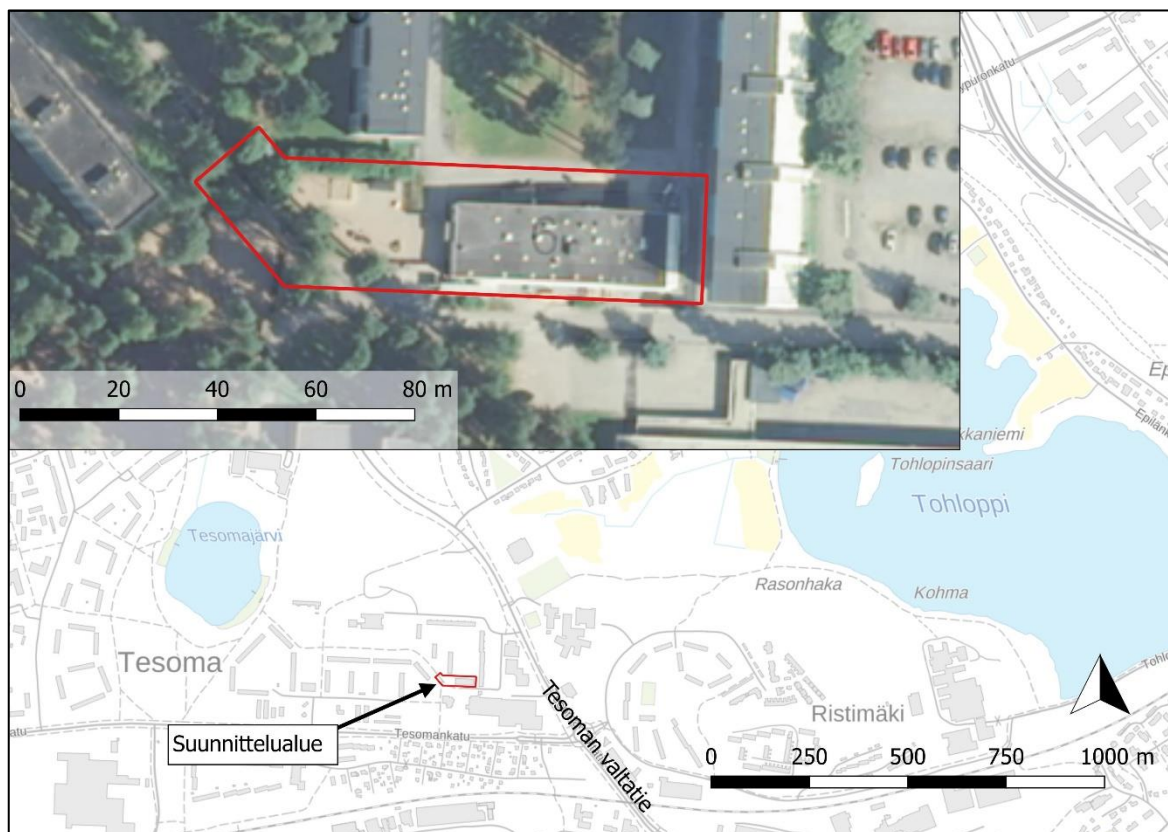 6
0 20 40 60 80 m
Tohlopinsaari
Tohloppi
Tesomajärvi
Rasonhaka
Kohma
Tesoma
Suunnittelualue
Tesomankatu
Tesoman valtatie
Ristimäki
0 250 500 750 1000 m